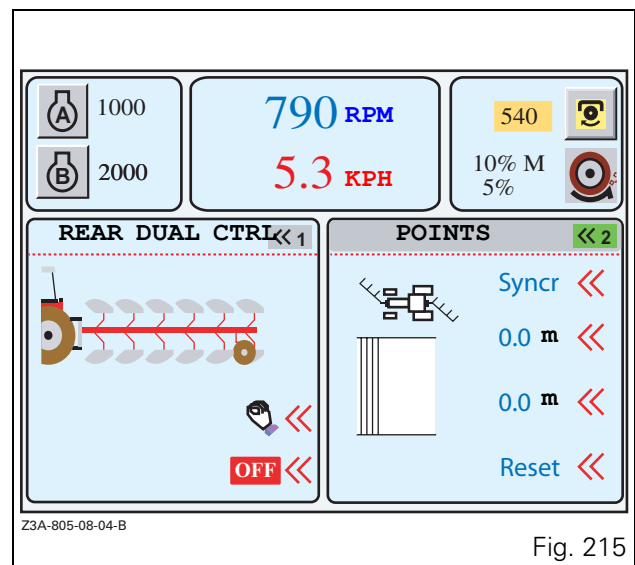 A 1000
B 2000
790 RPM
5.3 KPH
540
10% M
5%
REAR DUAL CTRL << 1
OFF <<
POINTS << 2
Syncr <<
0.0 m <<
0.0 m <<
Reset <<
Z3A-805-08-04-B
Fig. 215